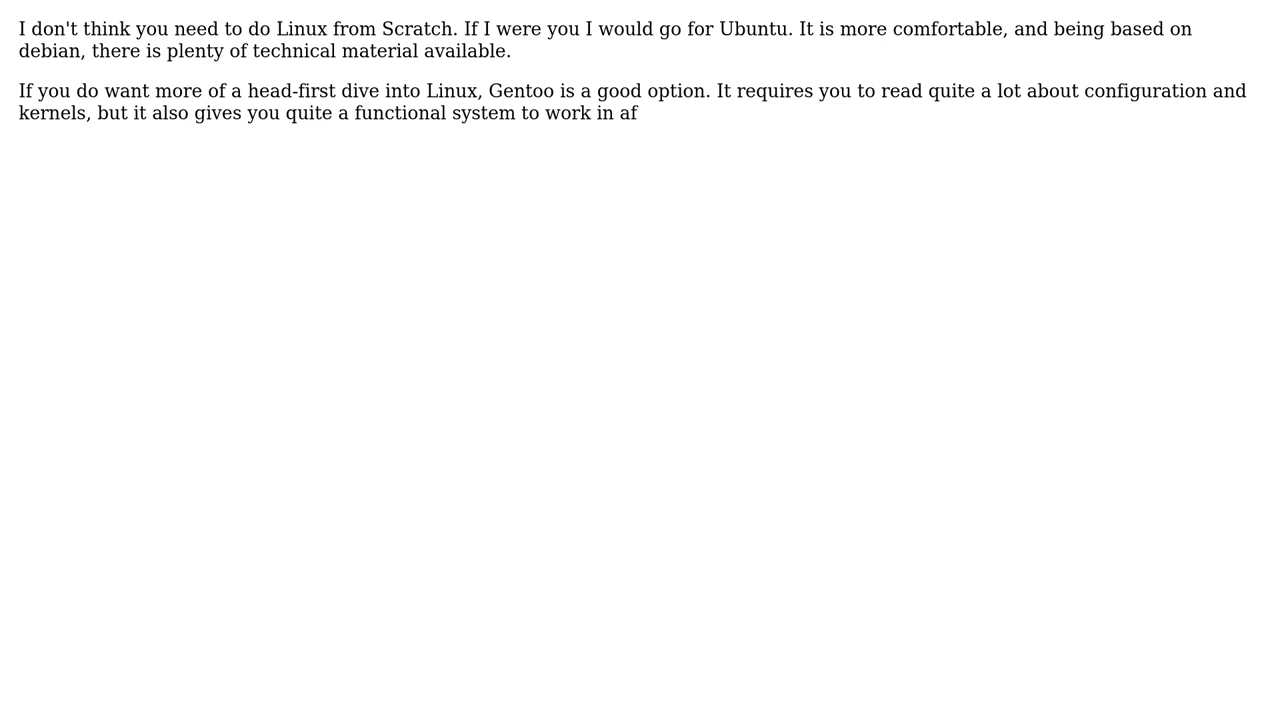 I don't think you need to do Linux from Scratch. If I were you I would go for Ubuntu. It is more comfortable, and being based on
debian, there is plenty of technical material available.
If you do want more of a head-first dive into Linux, Gentoo is a good option. It requires you to read quite a lot about configuration and
kernels, but it also gives you quite a functional system to work in af